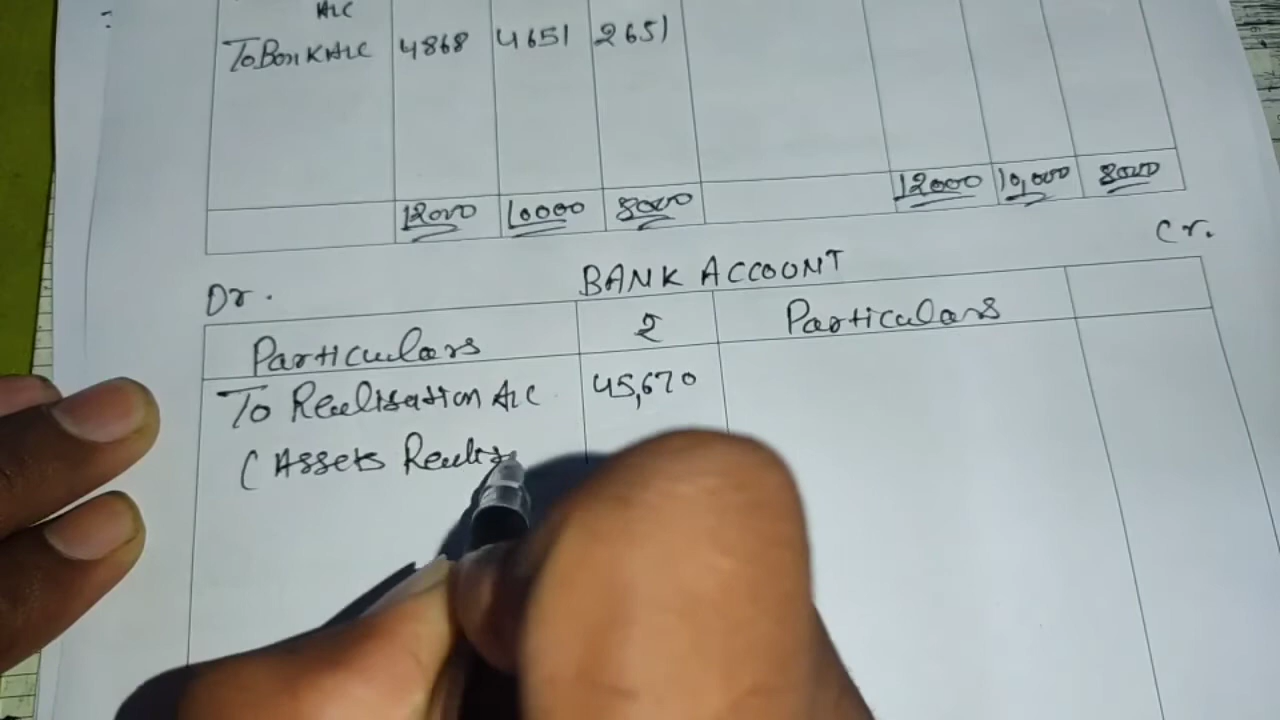 A/C
To Bank A/C 4868 4651 2651
12000 10,000 8000
12000 10000 8000
Dr. BANK ACCOUNT Cr.
Particulars ₹ Particulars
To Realisation A/C 45,670
( Assets Realis